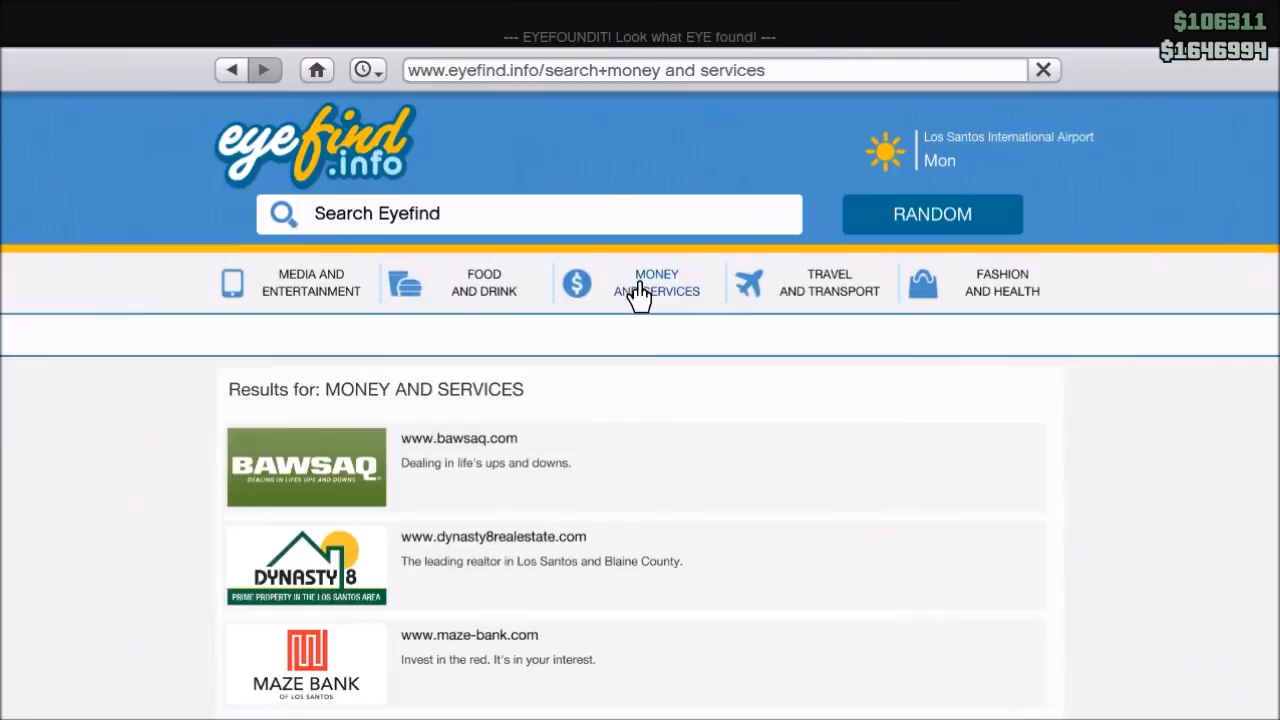 $106311
--- EYEFOUNDIT! Look what EYE found! ---
$1646994
www.eyefind.info/search+money and services
eyefind
.info
Los Santos International Airport
Mon
Search Eyefind
RANDOM
MEDIA AND
ENTERTAINMENT
FOOD
AND DRINK
MONEY
AND SERVICES
TRAVEL
AND TRANSPORT
FASHION
AND HEALTH
Results for: MONEY AND SERVICES
BAWSAQ
DEALING IN LIFE'S UPS AND DOWNS
www.bawsaq.com
Dealing in life's ups and downs.
DYNASTY 8
PRIME PROPERTY IN THE LOS SANTOS AREA
www.dynasty8realestate.com
The leading realtor in Los Santos and Blaine County.
MAZE BANK
OF LOS SANTOS
www.maze-bank.com
Invest in the red. It's in your interest.